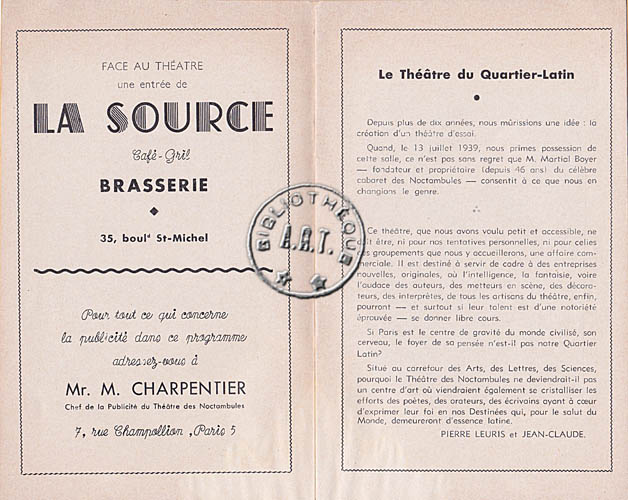 FACE AU THÉATRE
une entrée de
LA SOURCE
Café-Gril
BRASSERIE
35, boulᵈ St-Michel
Pour tout ce qui concerne
la publicité dans ce programme
adressez-vous à
Mr. M. CHARPENTIER
Chef de la Publicité du Théâtre des Noctambules
7, rue Champollion, Paris 5
BIBLIOTHÈQUE
A.R.T.
Le Théâtre du Quartier-Latin
Depuis plus de dix années, nous mûrissions une idée : la
création d'un théâtre d'essai.
Quand, le 13 juillet 1939, nous primes possession de
cette salle, ce n'est pas sans regret que M. Martial Boyer
— fondateur et propriétaire (depuis 46 ans) du célèbre
cabaret des Noctambules — consentit à ce que nous en
changions le genre.
Ce théâtre, que nous avons voulu petit et accessible, ne
doit être, ni pour nos tentatives personnelles, ni pour celles
des groupements que nous y accueillerons, une affaire com-
merciale. Il est destiné à servir de cadre à des entreprises
nouvelles, originales, où l'intelligence, la fantaisie, voire
l'audace des auteurs, des metteurs en scène, des décora-
teurs, des interprètes, de tous les artisans du théâtre, enfin,
pourront — et surtout si leur talent est d'une notoriété
éprouvée — se donner libre cours.
Si Paris est le centre de gravité du monde civilisé, son
cerveau, le foyer de sa pensée n'est-il pas notre Quartier
Latin?
Situé au carrefour des Arts, des Lettres, des Sciences,
pourquoi le Théâtre des Noctambules ne deviendrait-il pas
un centre d'art où viendraient également se cristalliser les
efforts des poètes, des orateurs, des écrivains ayant à cœur
d'exprimer leur foi en nos Destinées qui, pour le salut du
Monde, demeureront d'essence latine.
PIERRE LEURIS et JEAN-CLAUDE.